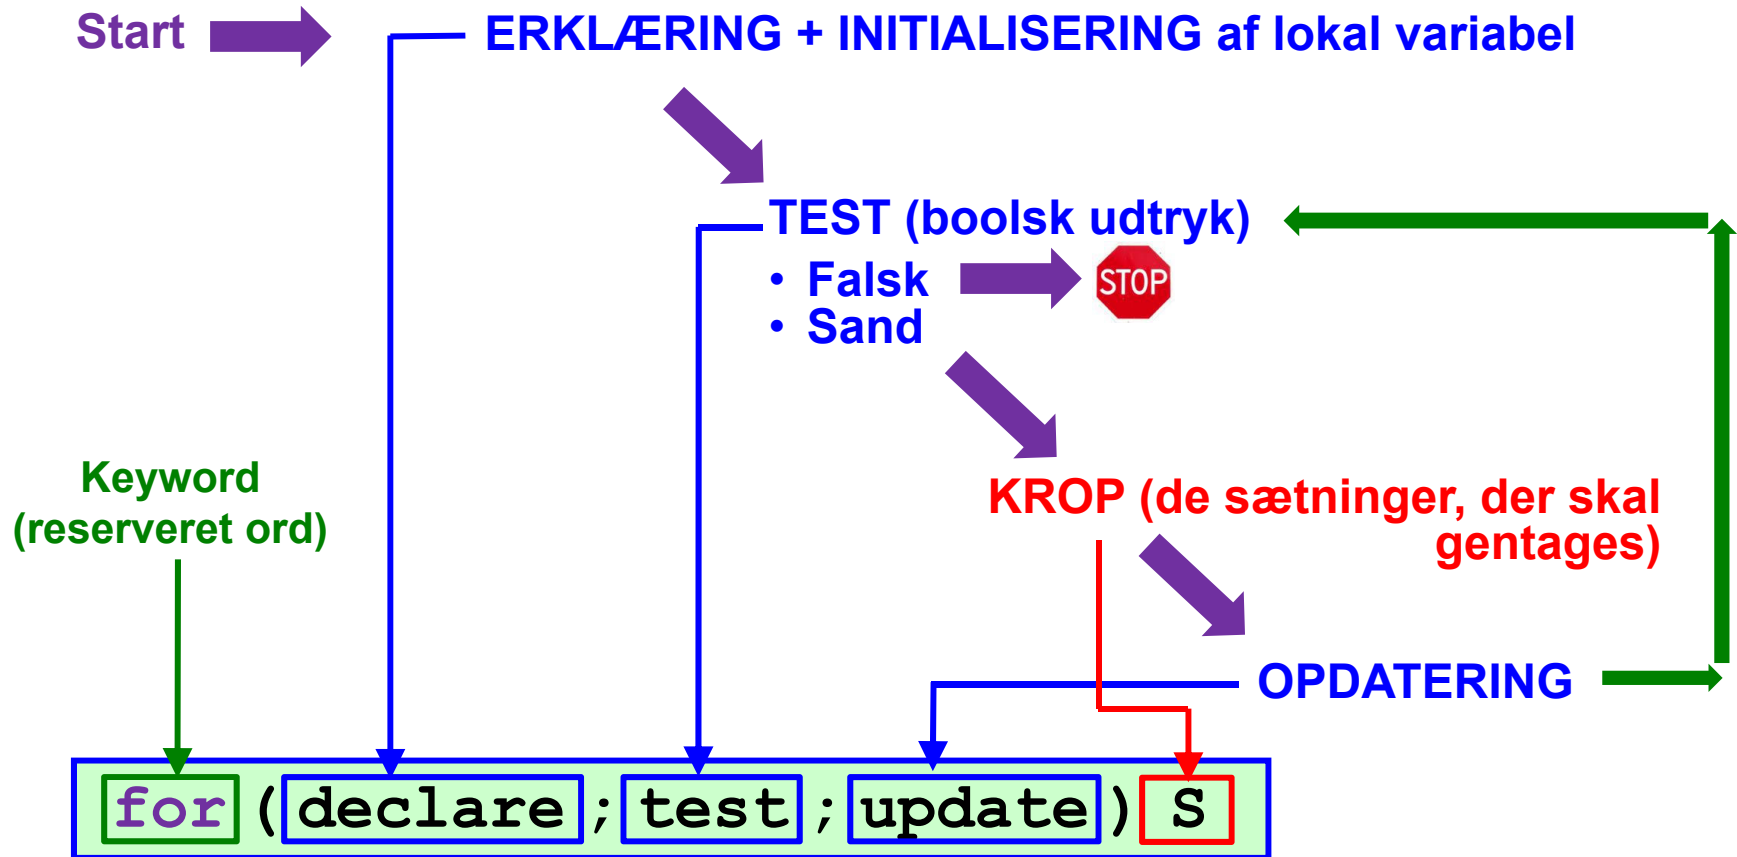 Start
ERKLÆRING + INITIALISERING af lokal variabel
TEST (boolsk udtryk)
• Falsk
STOP
• Sand
Keyword
(reserveret ord)
KROP (de sætninger, der skal
gentages)
OPDATERING
for (declare; test; update) S